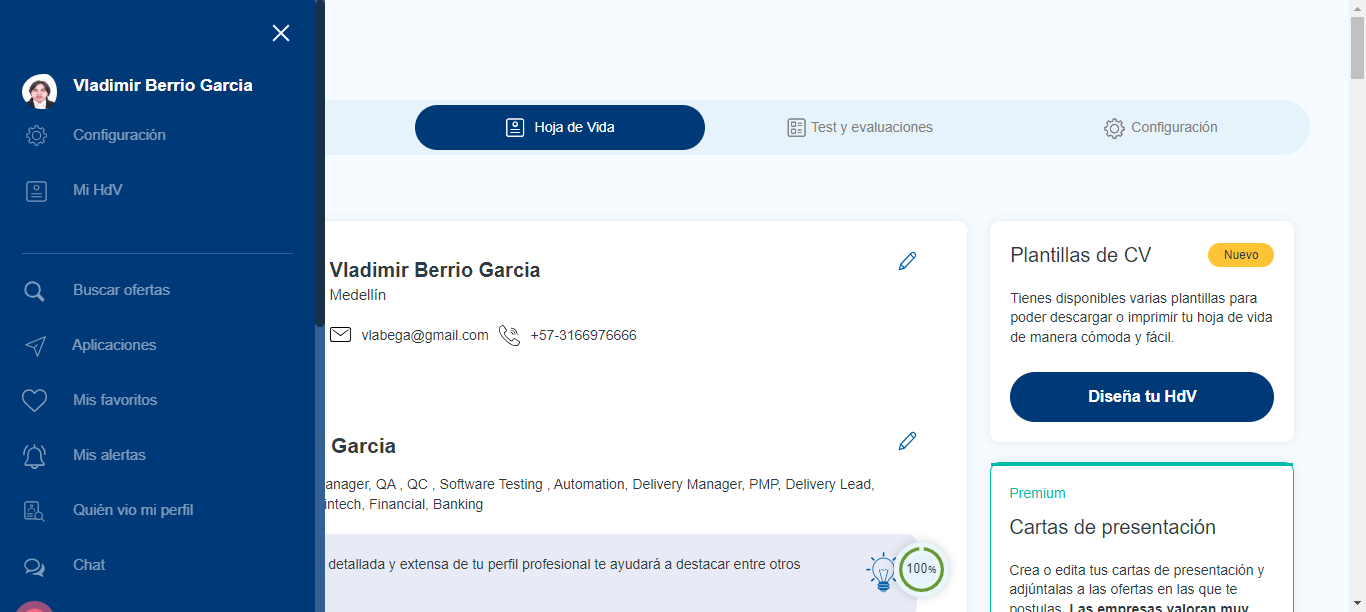 Vladimir Berrio Garcia
Configuración
Mi HdV
Buscar ofertas
Aplicaciones
Mis favoritos
Mis alertas
Quién vio mi perfil
Chat
Hoja de Vida
Test y evaluaciones
Configuración
Vladimir Berrio Garcia
Medellín
vlabega@gmail.com +57-3166976666
Garcia
anager, QA , QC , Software Testing , Automation, Delivery Manager, PMP, Delivery Lead,
intech, Financial, Banking
detallada y extensa de tu perfil profesional te ayudará a destacar entre otros
100%
Plantillas de CV
Nuevo
Tienes disponibles varias plantillas para
poder descargar o imprimir tu hoja de vida
de manera cómoda y fácil.
Diseña tu HdV
Premium
Cartas de presentación
Crea o edita tus cartas de presentación y
adjúntalas a las ofertas en las que te
postulas. Las empresas valoran muy